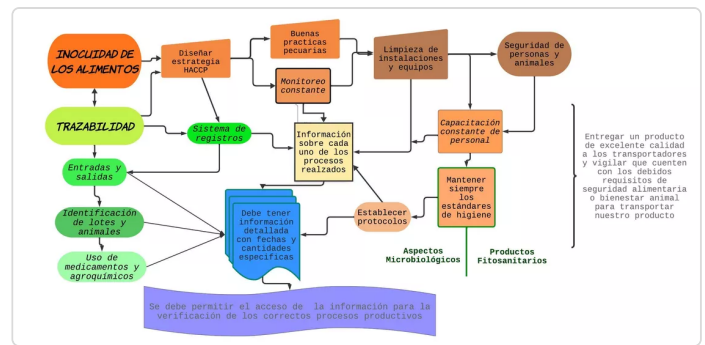 INOCUIDAD DE
LOS ALIMENTOS
Diseñar
estrategia
HACCP
Buenas
practicas
pecuarias
Monitoreo
constante
Limpieza de
instalaciones
y equipos
Seguridad de
personas y
animales
TRAZABILIDAD
Sistema de
registros
Información
sobre cada
uno de los
procesos
realzados
Capacitación
constante de
personal
Entregar un producto
de excelente calidad
a los transportadores
y vigilar que cuenten
con los debidos
requisitos de
seguridad alimentaria
o bienestar animal
para transportar
nuestro producto
Entradas y
salidas
Identificación
de lotes y
animales
Uso de
medicamentos y
agroquímicos
Debe tener
información
detallada
con fechas y
cantidades
especificas
Establecer
protocolos
Mantener
siempre
los
estándares
de higiene
Aspectos
Microbiológicos
Productos
Fitosanitarios
Se debe permitir el acceso de la información para la
verificación de los correctos procesos productivos